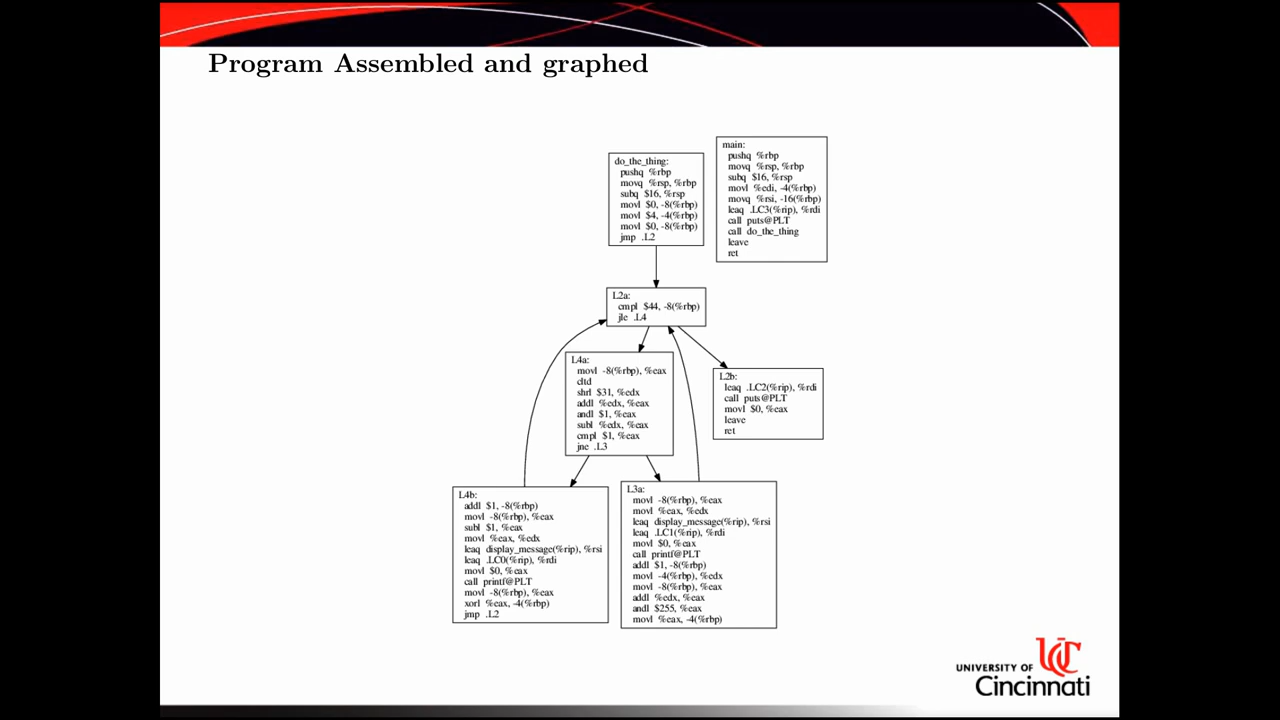 Program Assembled and graphed
do_the_thing:
pushq %rbp
movq %rsp, %rbp
subq $16, %rsp
movl $0, -8(%rbp)
movl $4, -4(%rbp)
movl $0, -8(%rbp)
jmp .L2
main:
pushq %rbp
movq %rsp, %rbp
subq $16, %rsp
movl %edi, -4(%rbp)
movq %rsi, -16(%rbp)
leaq .LC3(%rip), %rdi
call puts@PLT
call do_the_thing
leave
ret
L2a:
cmpl $44, -8(%rbp)
jle .L4
L4a:
movl -8(%rbp), %eax
cltd
shrl $31, %edx
addl %edx, %eax
andl $1, %eax
subl %edx, %eax
cmpl $1, %eax
jne .L3
L2b:
leaq .LC2(%rip), %rdi
call puts@PLT
movl $0, %eax
leave
ret
L4b:
addl $1, -8(%rbp)
movl -8(%rbp), %eax
subl $1, %eax
movl %eax, %edx
leaq display_message(%rip), %rsi
leaq .LC0(%rip), %rdi
movl $0, %eax
call printf@PLT
movl -8(%rbp), %eax
xorl %eax, -4(%rbp)
jmp .L2
L3a:
movl -8(%rbp), %eax
movl %eax, %edx
leaq display_message(%rip), %rsi
leaq .LC1(%rip), %rdi
movl $0, %eax
call printf@PLT
addl $1, -8(%rbp)
movl -4(%rbp), %edx
movl -8(%rbp), %eax
addl %edx, %eax
andl $255, %eax
movl %eax, -4(%rbp)
UNIVERSITY OF
Cincinnati